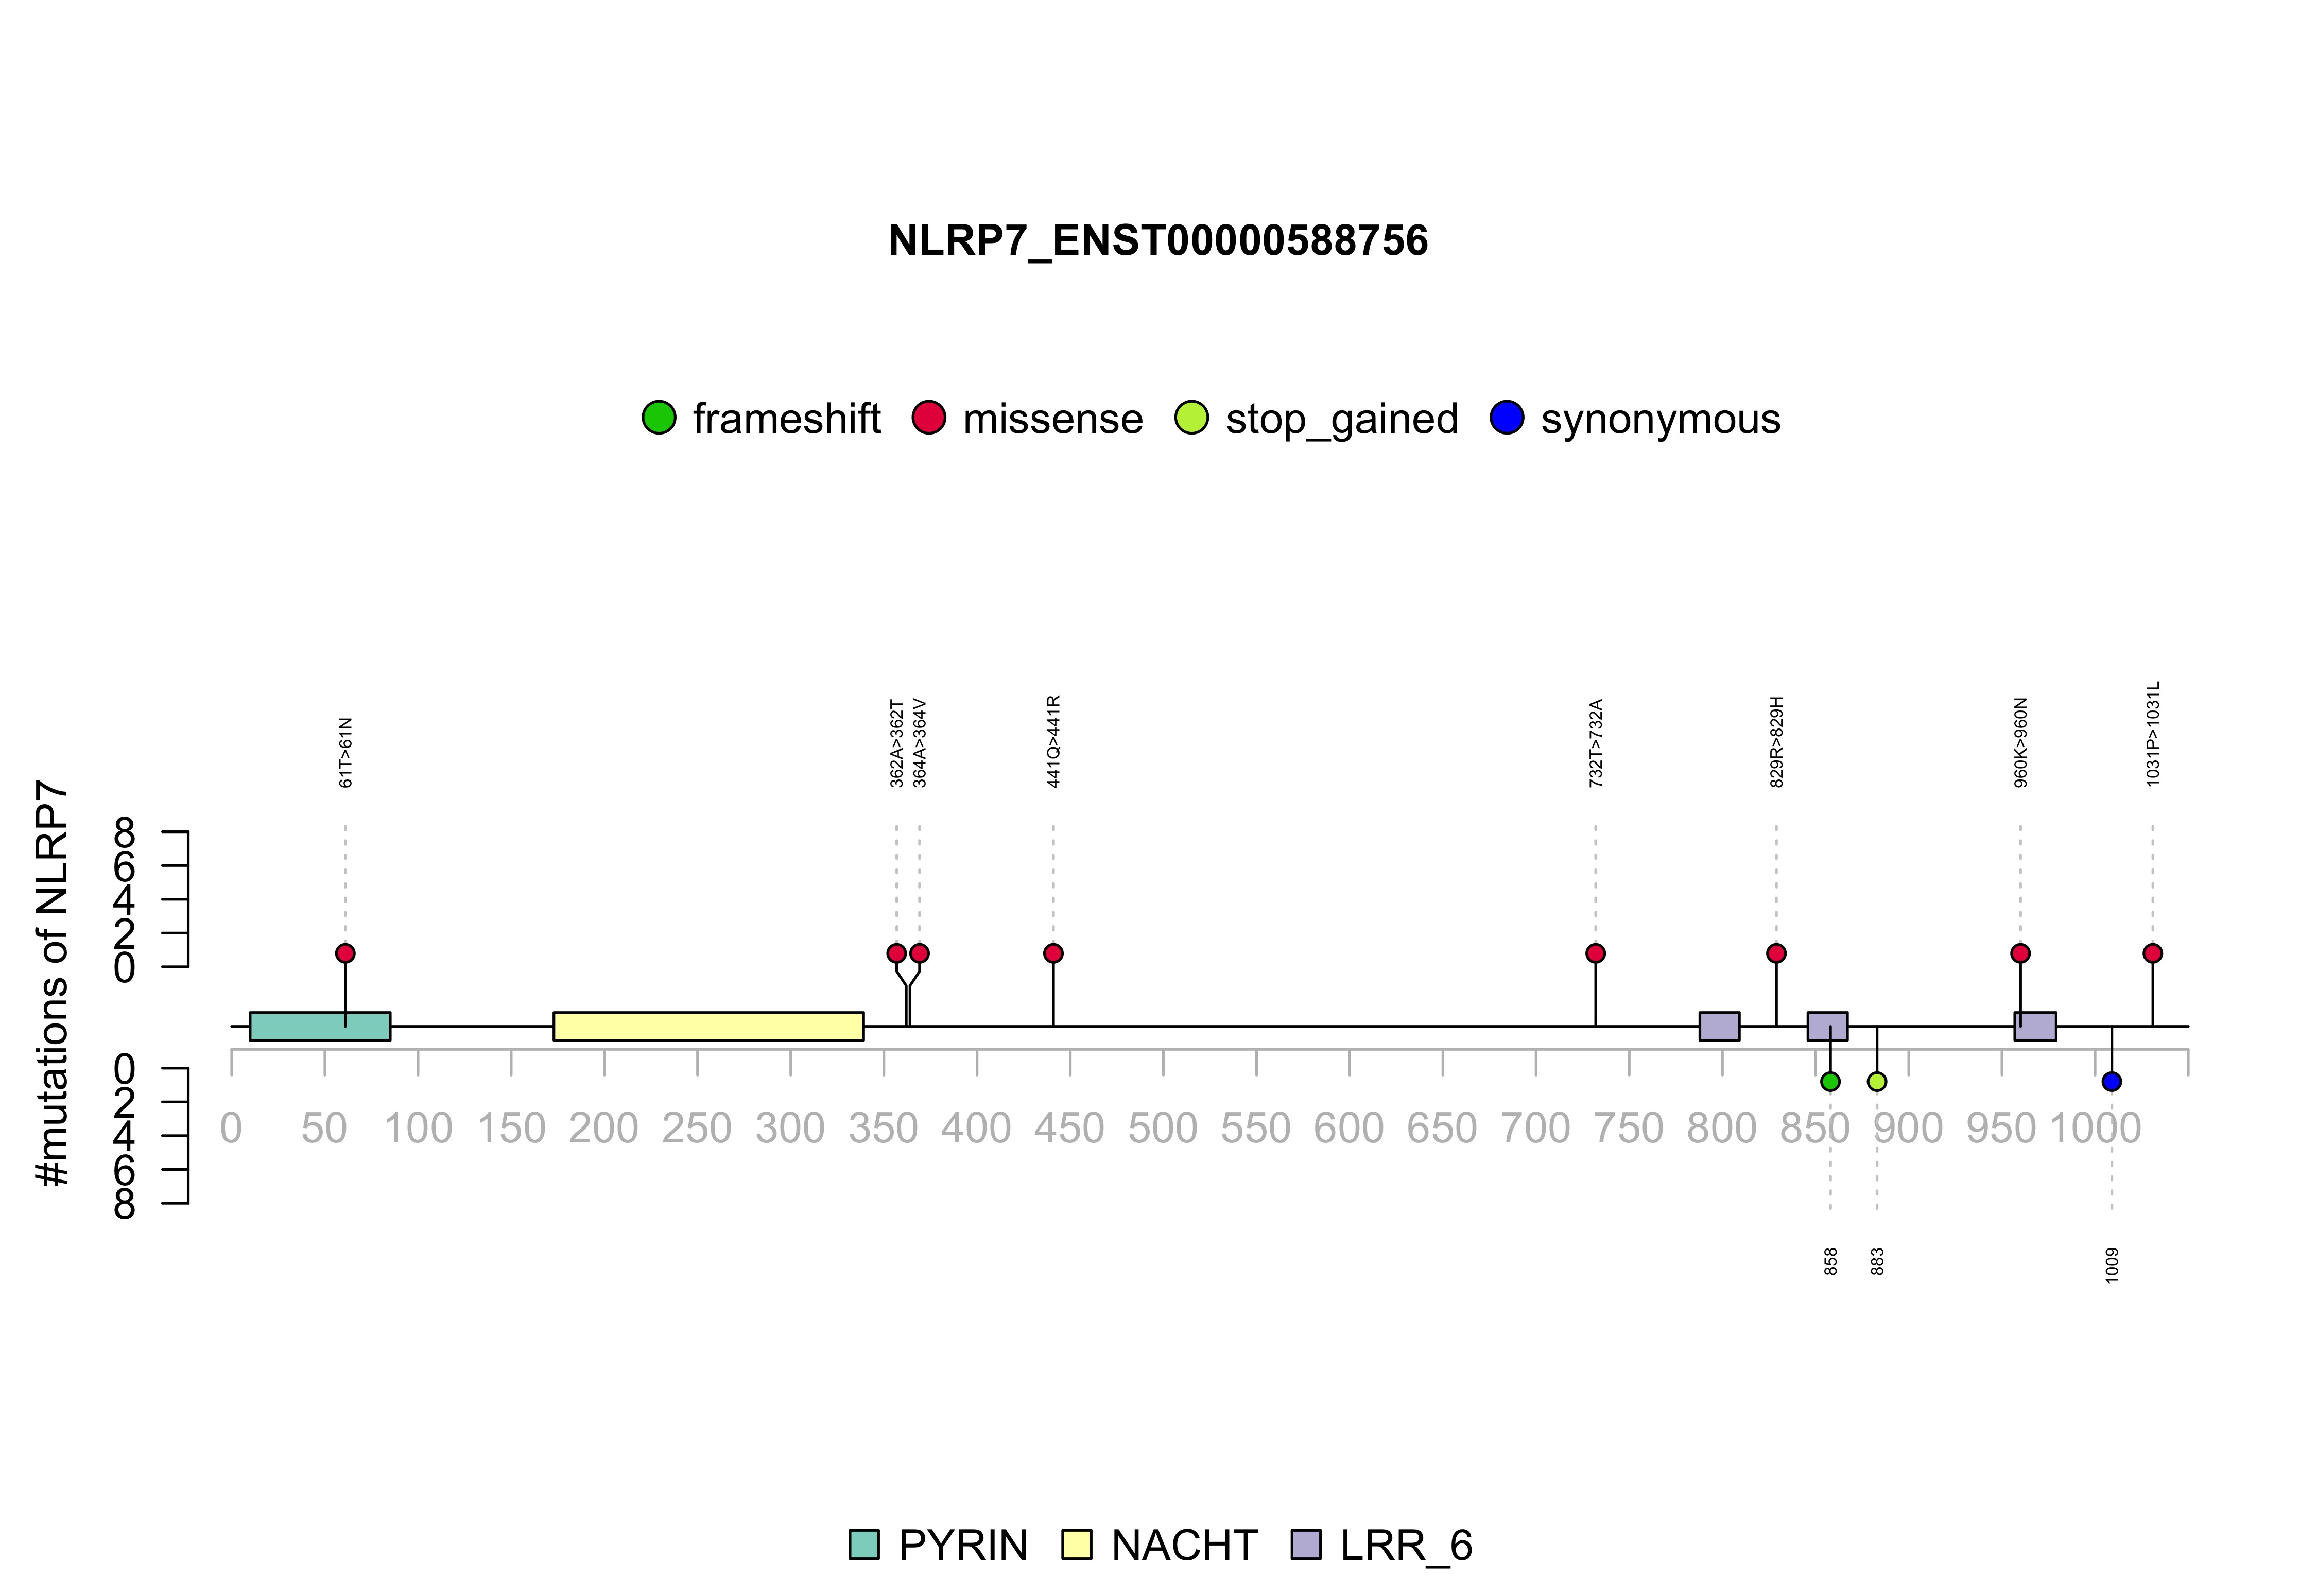 NLRP7_ENST00000588756
frameshift missense stop_gained synonymous
61T>61N 362A>362T 364A>364V 441Q>441R 732T>732A 829R>829H 960K>960N 1031P>1031L
#mutations of NLRP7
8
6
4
2
0
0
2
4
6
8
0 50 100 150 200 250 300 350 400 450 500 550 600 650 700 750 800 850 900 950 1000
858 883 1009
PYRIN NACHT LRR_6